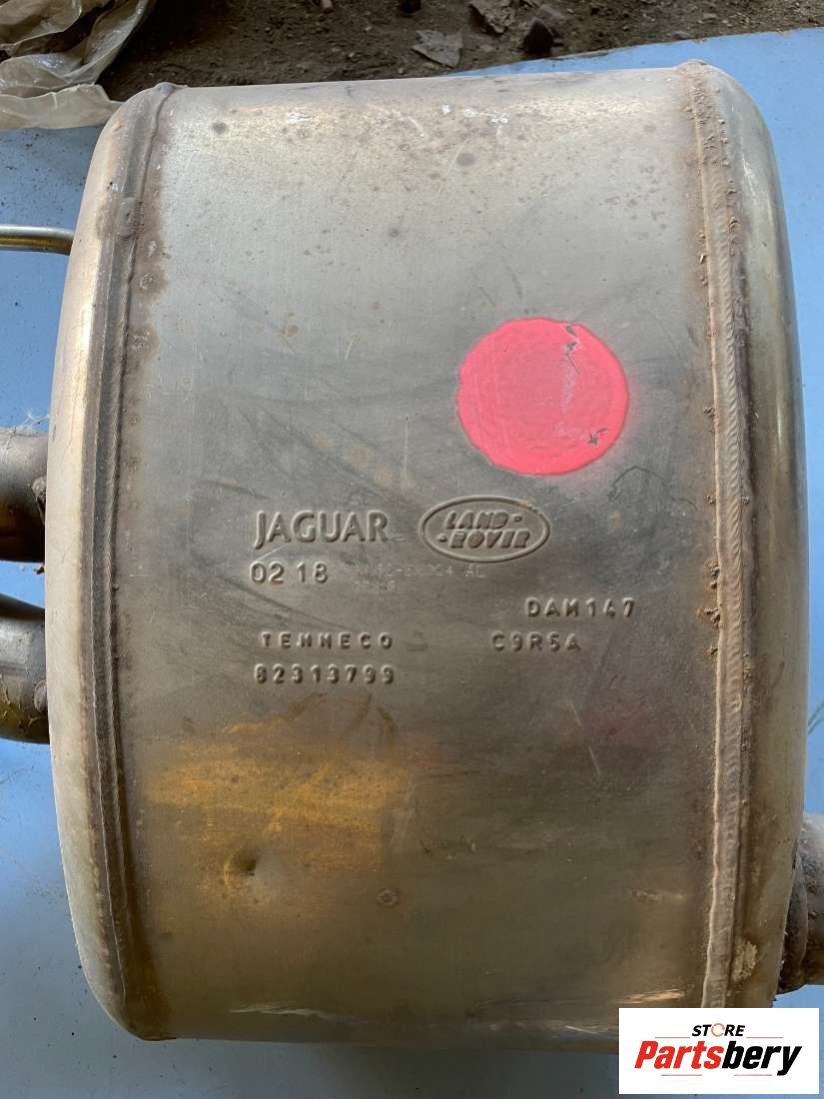 JAGUAR LAND-
-ROVER
02 18
DAM147
TENNECO C9R5A
82313799
STORE
Partsbery